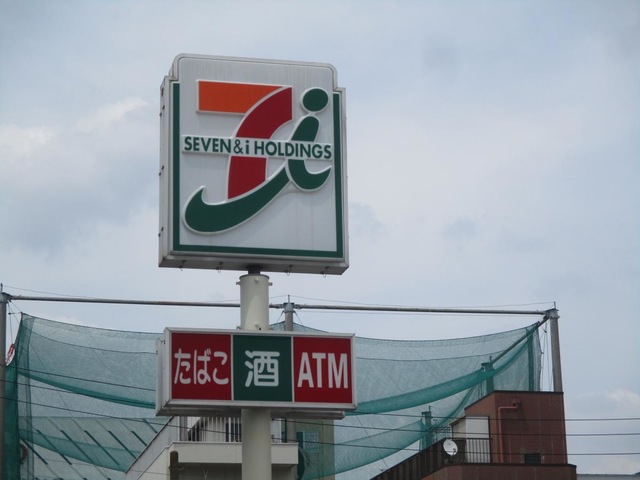 SEVEN&i HOLDINGS
たばこ 酒 ATM